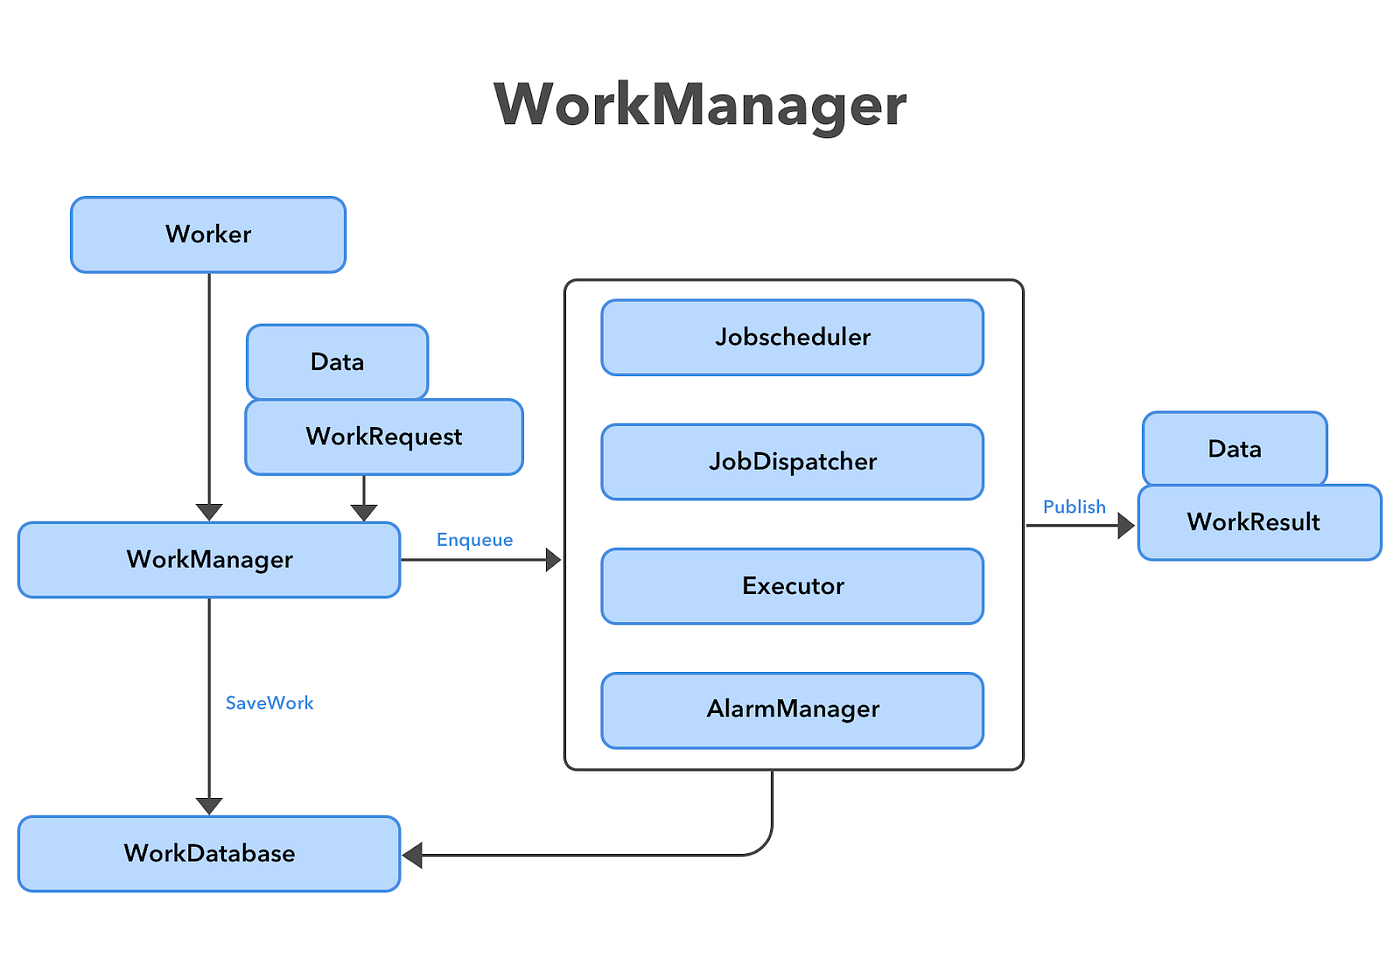 WorkManager
Worker
Data
WorkRequest
WorkManager
Enqueue
SaveWork
WorkDatabase
Jobscheduler
JobDispatcher
Executor
AlarmManager
Publish
Data
WorkResult